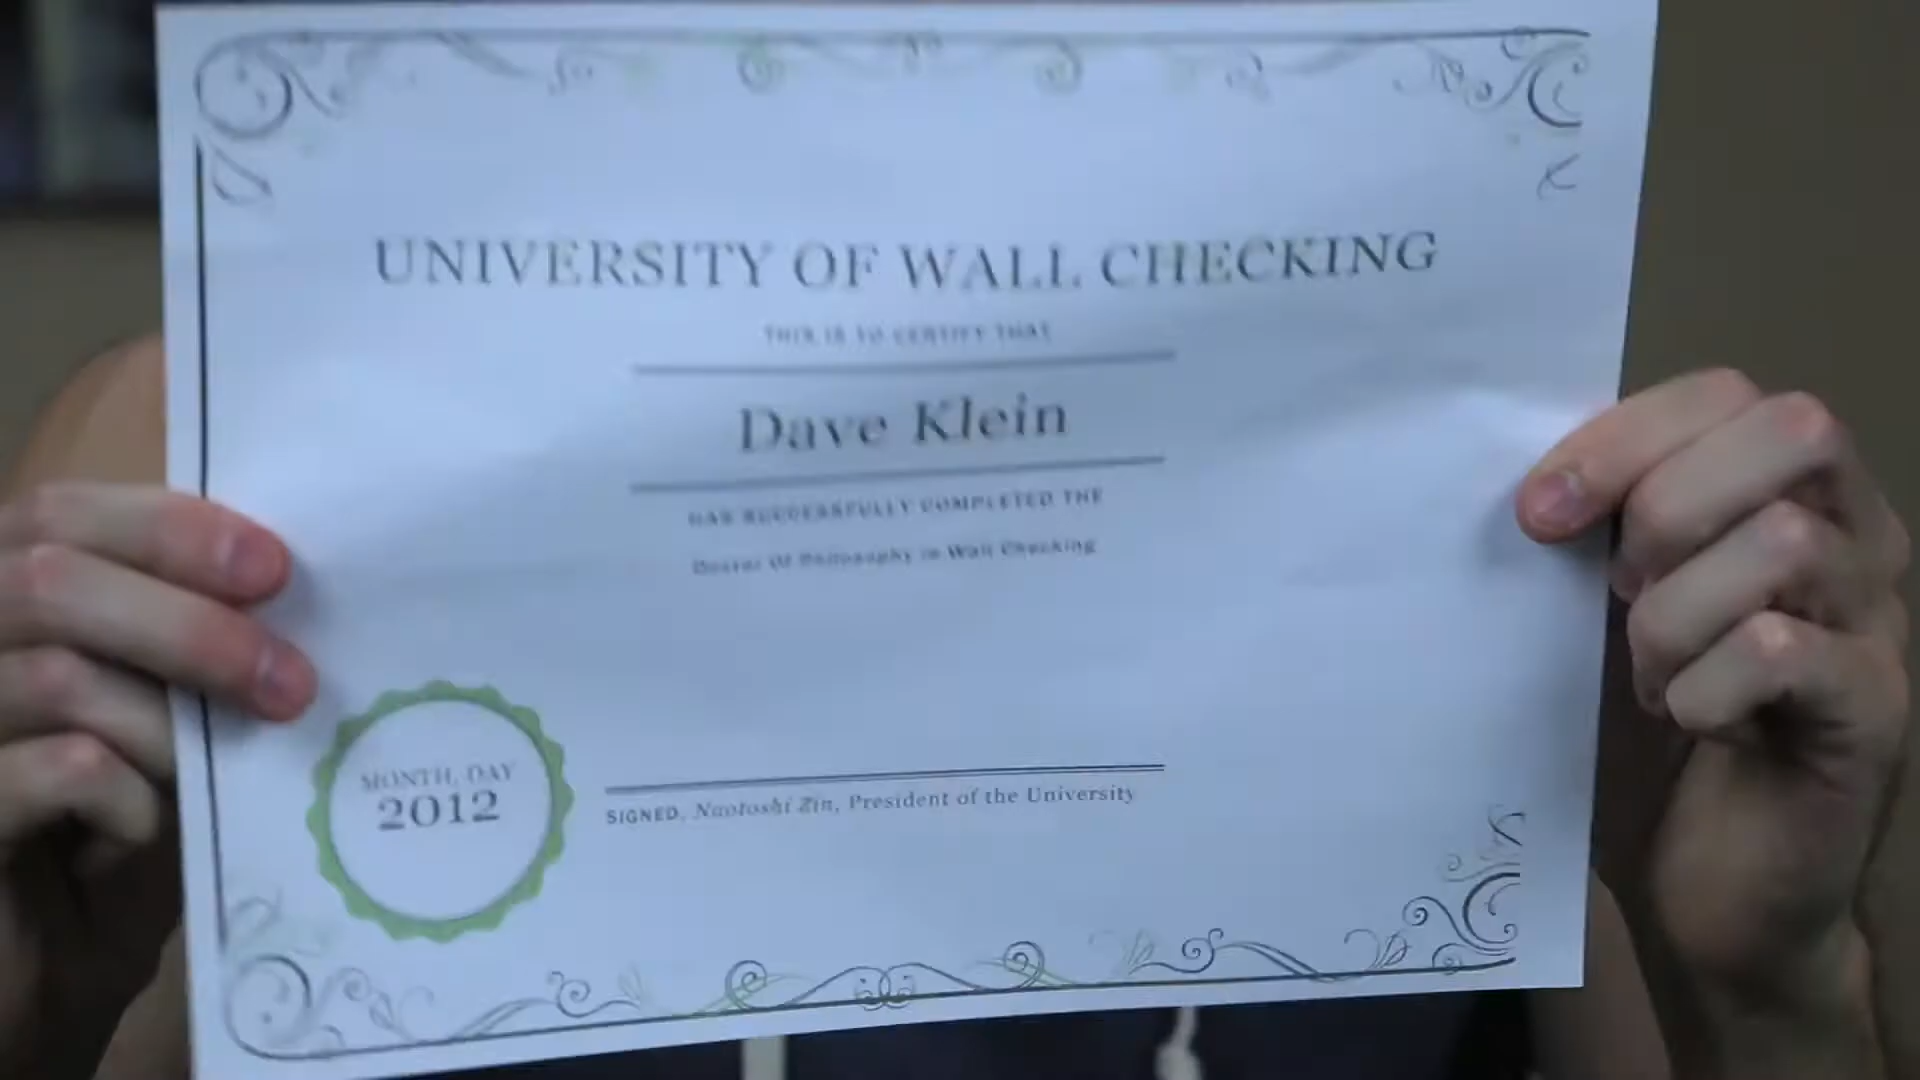 UNIVERSITY OF WALL CHECKING
THIS IS TO CERTIFY THAT
Dave Klein
HAS SUCCESSFULLY COMPLETED THE
Doctor Of Philosophy in Wall Checking
MONTH, DAY
2012
SIGNED, Naotoshi Zin, President of the University